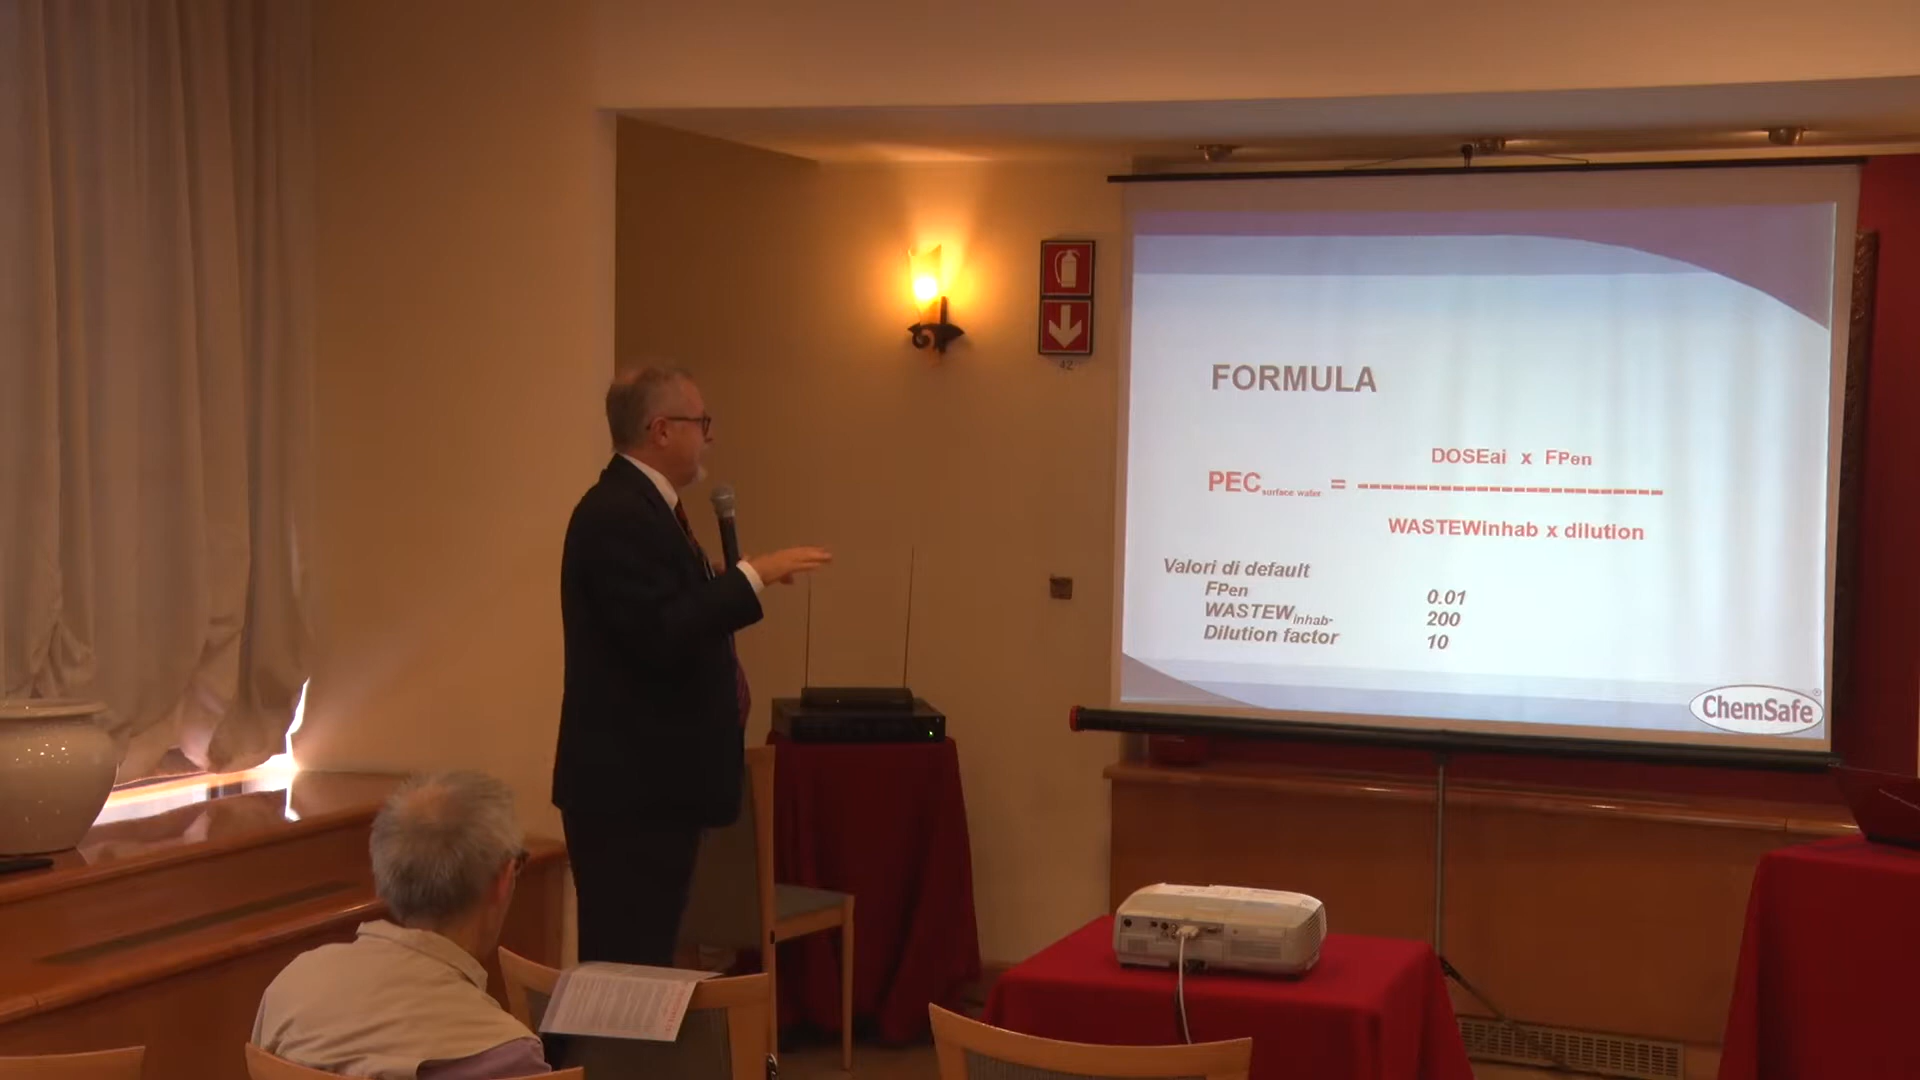 42
FORMULA
DOSEai x FPen
PEC surface water = --------------------------
WASTEWinhab x dilution
Valori di default
FPen 0.01
WASTEWinhab- 200
Dilution factor 10
ChemSafe®